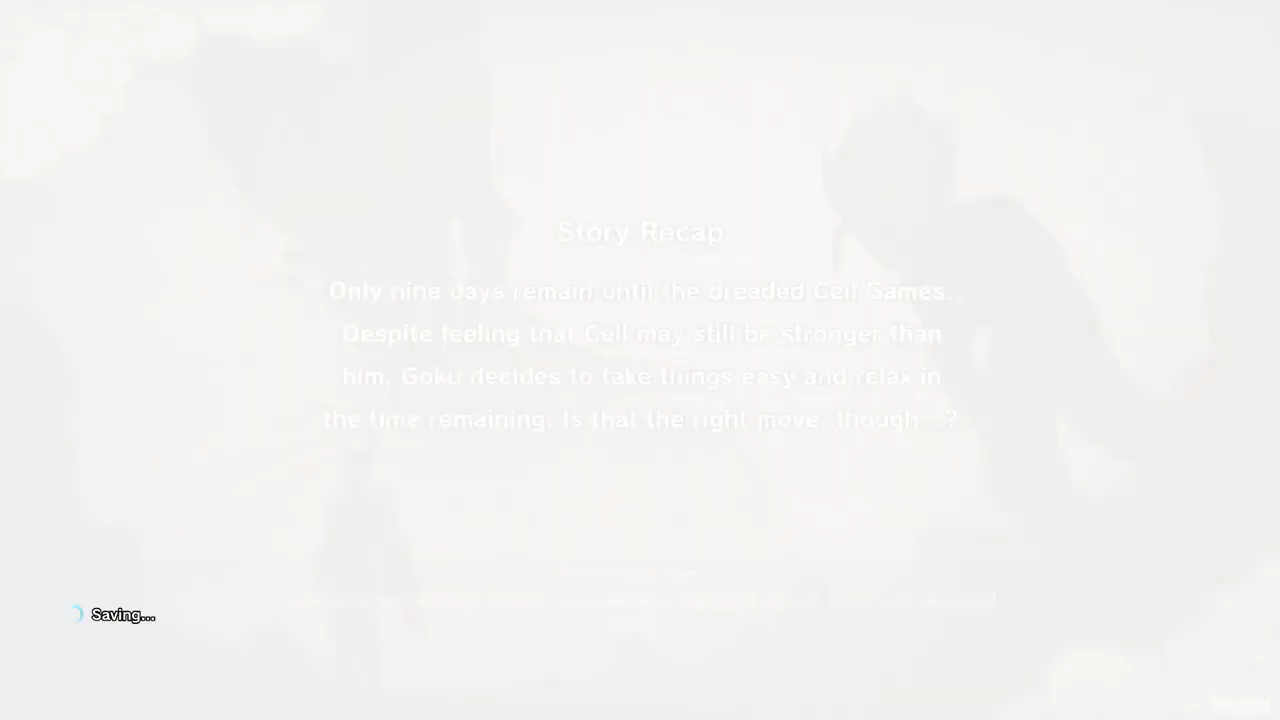 Story Recap
Only nine days remain until the dreaded Cell Games.
Despite feeling that Cell may still be stronger than
him, Goku decides to take things easy and relax in
the time remaining. Is that the right move, though...?
Saving...